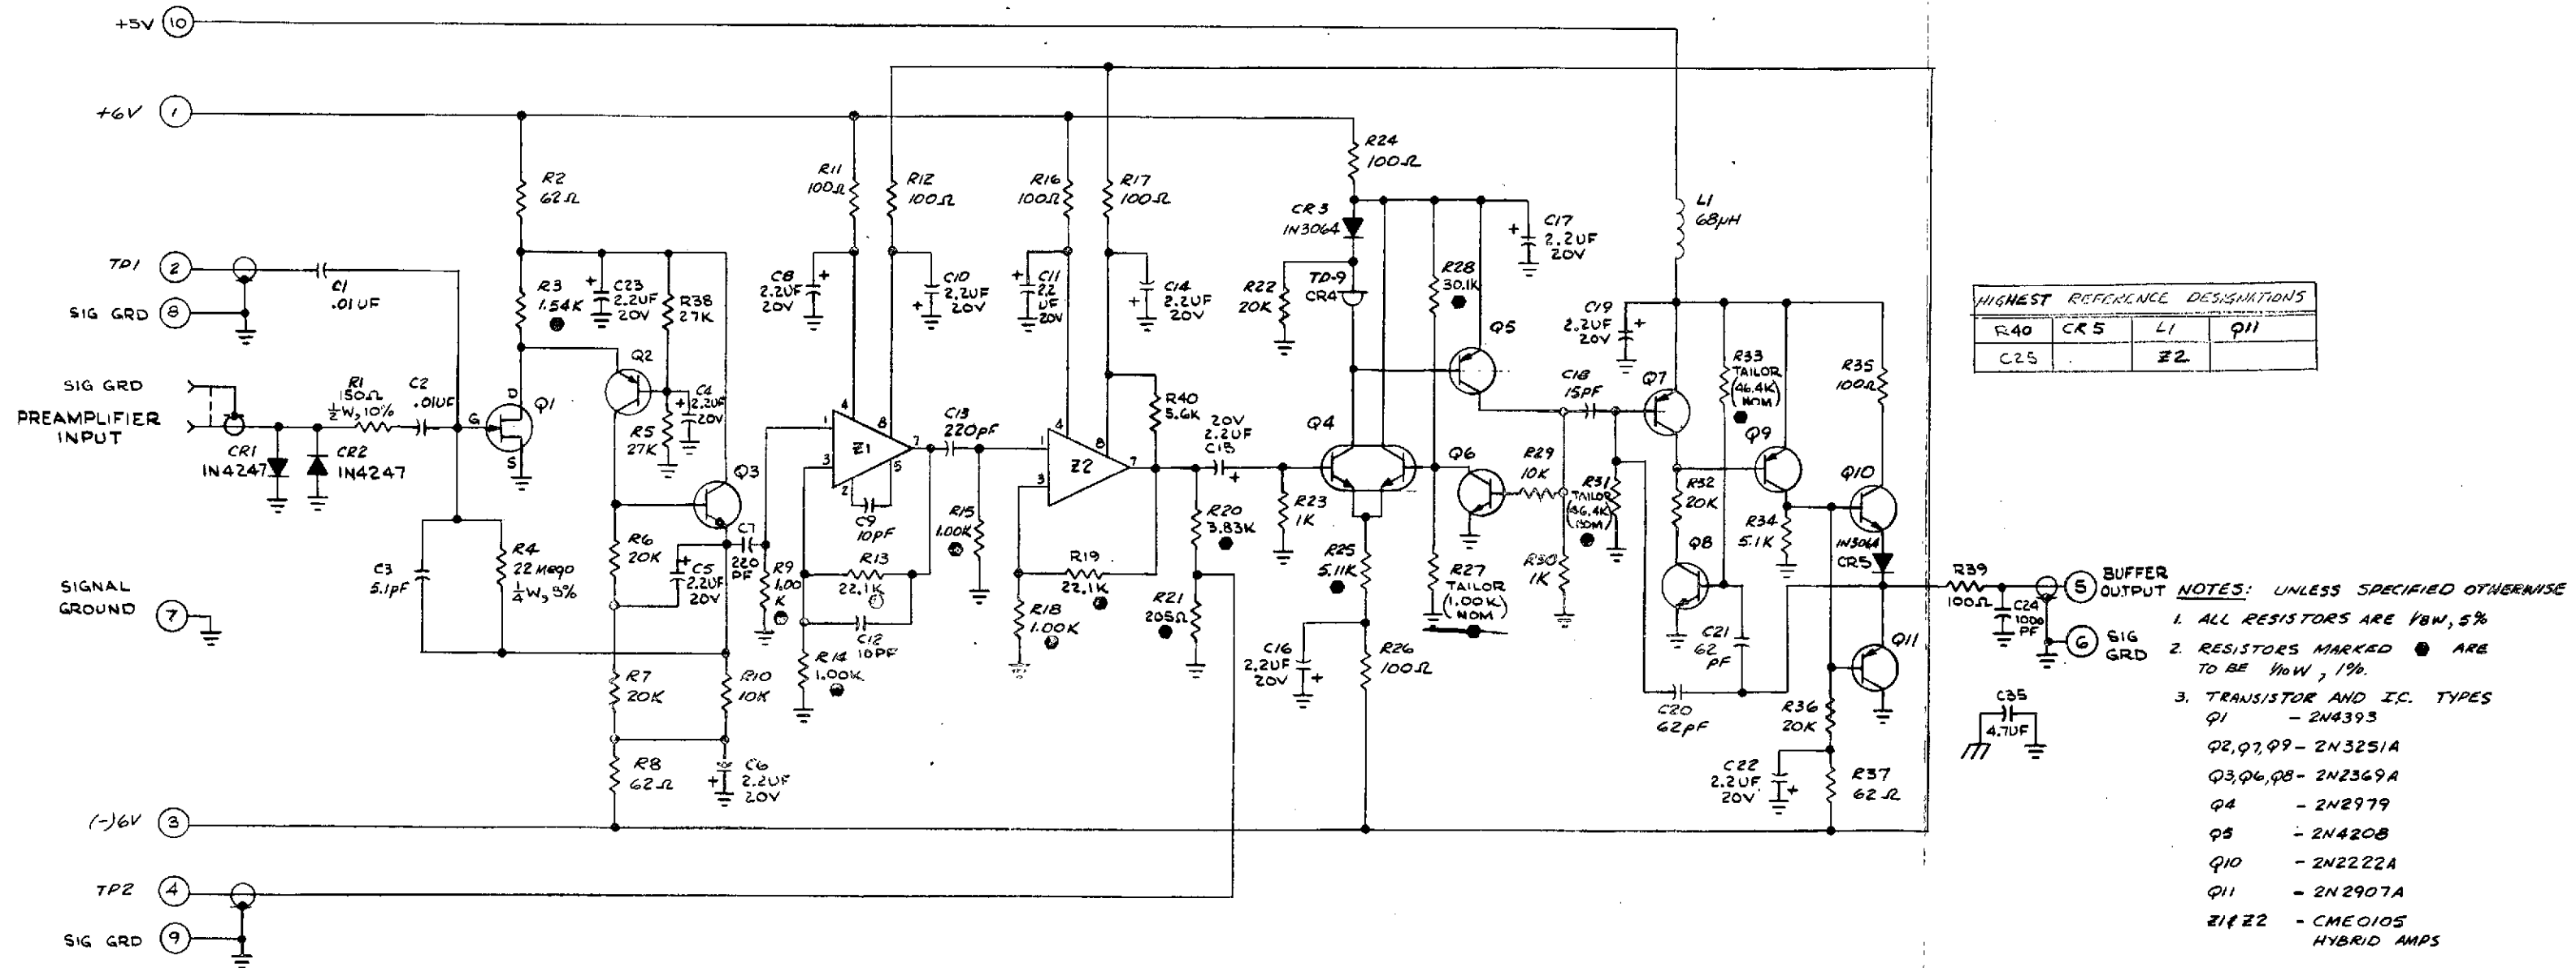 +5V 10
+6V 1
TP1 2
SIG GRD 8
SIG GRD
PREAMPLIFIER
INPUT
SIGNAL
GROUND 7
(-)6V 3
TP2 4
SIG GRD 9
C1
.01UF
R1
150Ω
½W, 10%
C2
.01UF
CR1
IN4247
CR2
IN4247
C3
5.1pF
R4
¼W, 5%
G
D
S
Q1
R2
62Ω
R3
1.54K
C23
2.2UF
20V
R38
27K
Q2
C4
2.2UF
20V
R5
27K
Q3
R6
20K
C5
2.2UF
20V
C7
220
PF
R9
1.00
K
R7
20K
R10
10K
R8
62Ω
C6
2.2UF
20V
R11
100Ω
R12
100Ω
C8
2.2UF
20V
C10
2.2UF
20V
Z1
1
3
4
8
7
5
2
C9
10PF
R13
22.1K
C12
10PF
R14
1.00K
C13
220pF
R15
1.00K
R16
100Ω
R17
100Ω
C11
2.2
UF
20V
C14
2.2UF
20V
Z2
1
3
4
8
7
R40
5.6K
R19
22.1K
R18
1.00K
20V
2.2UF
C15
R20
3.83K
R21
205Ω
R23
1K
Q4
R24
100Ω
CR3
IN3064
R22
20K
TD-9
CR4
C17
2.2UF
20V
R28
30.1K
Q5
Q6
R29
10K
R25
5.11K
R27
TAILOR
(1.00K)
NOM
C16
2.2UF
20V
R26
100Ω
R30
1K
C18
15PF
R31
TAILOR
(46.4K)
NOM
L1
68µH
C19
2.2UF
20V
Q7
R33
TAILOR
(46.4K)
NOM
R35
100Ω
Q9
Q10
R32
20K
R34
5.1K
Q8
IN3064
CR5
C21
62
PF
C20
62pF
Q11
R36
20K
C22
2.2UF
20V
R37
62Ω
R39
100Ω
C24
1000
PF
5 BUFFER
OUTPUT
6 SIG
GRD
C35
4.7UF
HIGHEST REFERENCE DESIGNATIONS
R40 CR5 L1 Q11
C25 Z2
NOTES: UNLESS SPECIFIED OTHERWISE
1. ALL RESISTORS ARE 1/8W, 5%
2. RESISTORS MARKED ● ARE
TO BE 1/10W, 1%.
3. TRANSISTOR AND I.C. TYPES
Q1 - 2N4393
Q2,Q7,Q9 - 2N3251A
Q3,Q6,Q8 - 2N2369A
Q4 - 2N2979
Q5 - 2N4208
Q10 - 2N2222A
Q11 - 2N2907A
Z1 & Z2 - CME0105
HYBRID AMPS